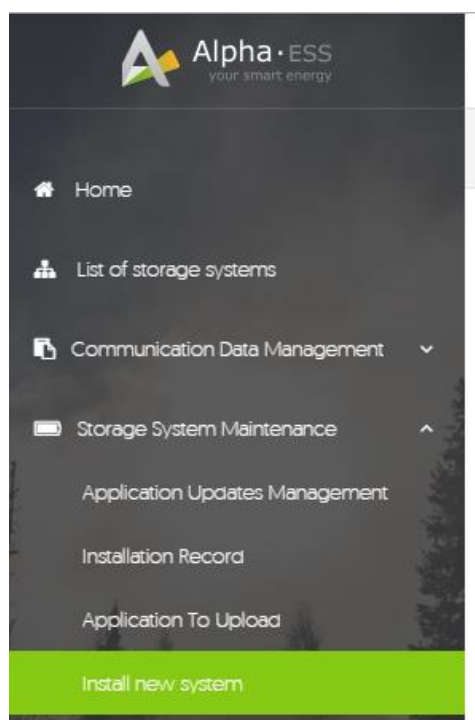 Alpha·ESS
your smart energy
Home
List of storage systems
Communication Data Management
Storage System Maintenance
Application Updates Management
Installation Record
Application To Upload
Install new system